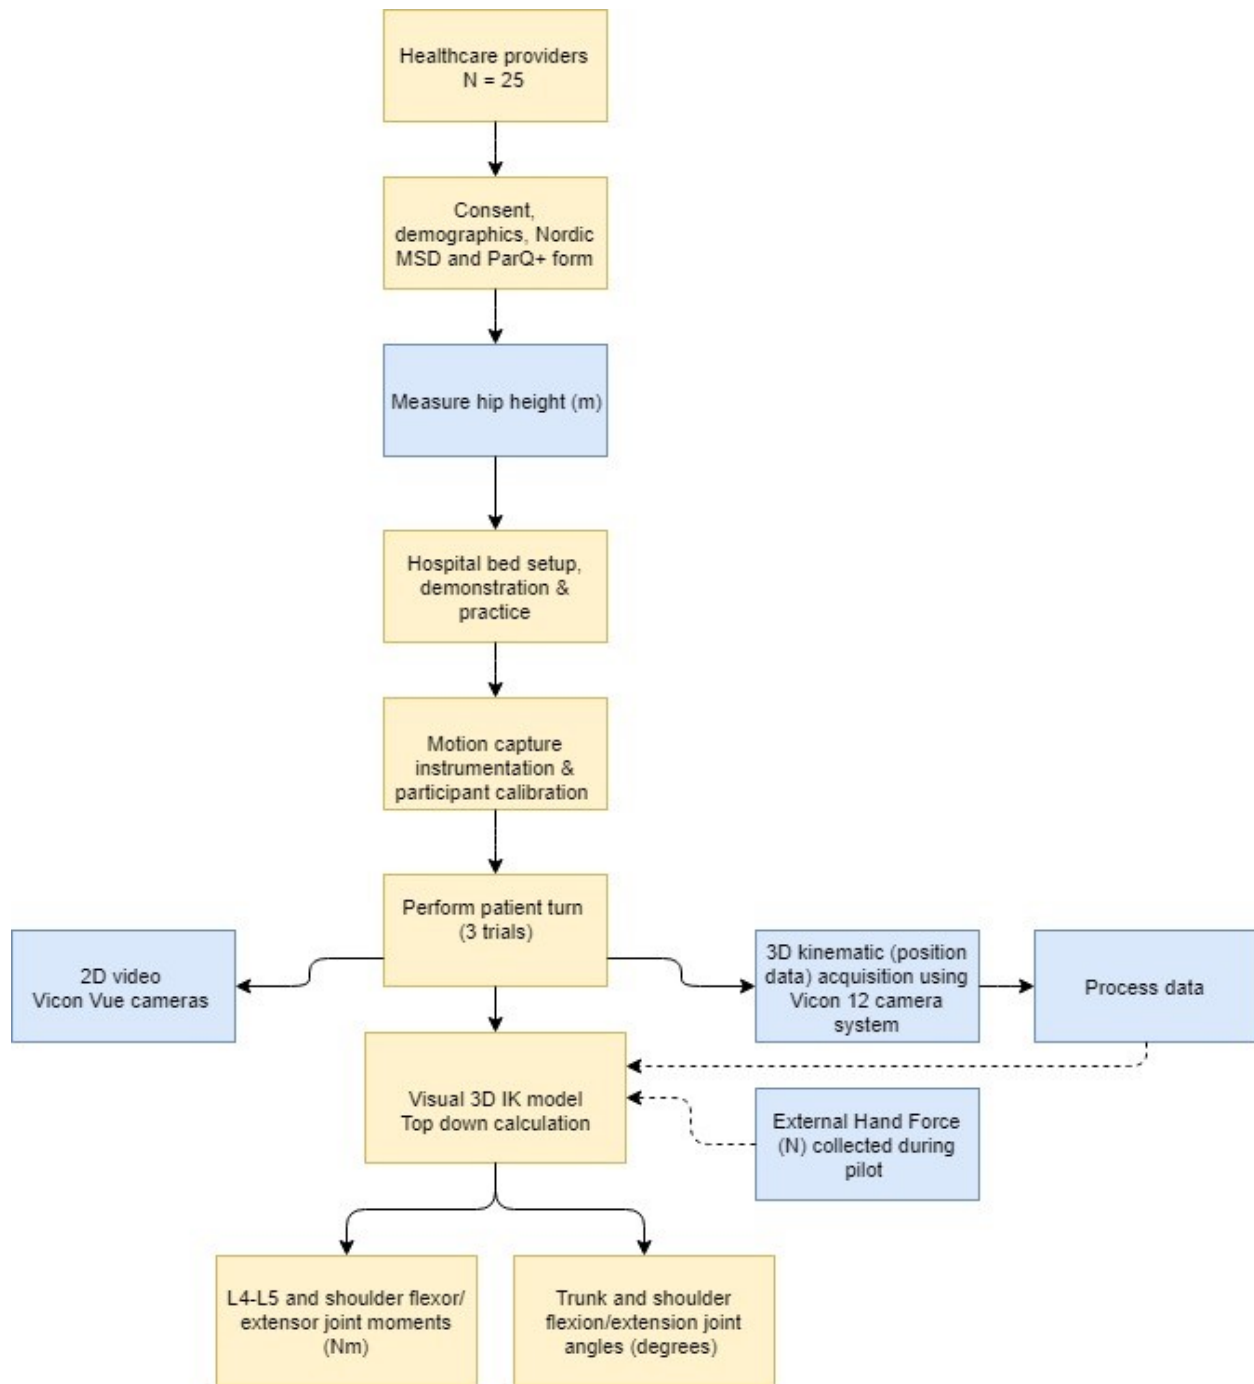 Healthcare providers
N = 25
Consent,
demographics, Nordic
MSD and ParQ+ form
Measure hip height (m)
Hospital bed setup,
demonstration &
practice
Motion capture
instrumentation &
participant calibration
Perform patient turn
(3 trials)
2D video
Vicon Vue cameras
3D kinematic (position
data) acquisition using
Vicon 12 camera
system
Process data
Visual 3D IK model
Top down calculation
External Hand Force
(N) collected during
pilot
L4-L5 and shoulder flexor/
extensor joint moments
(Nm)
Trunk and shoulder
flexion/extension joint
angles (degrees)